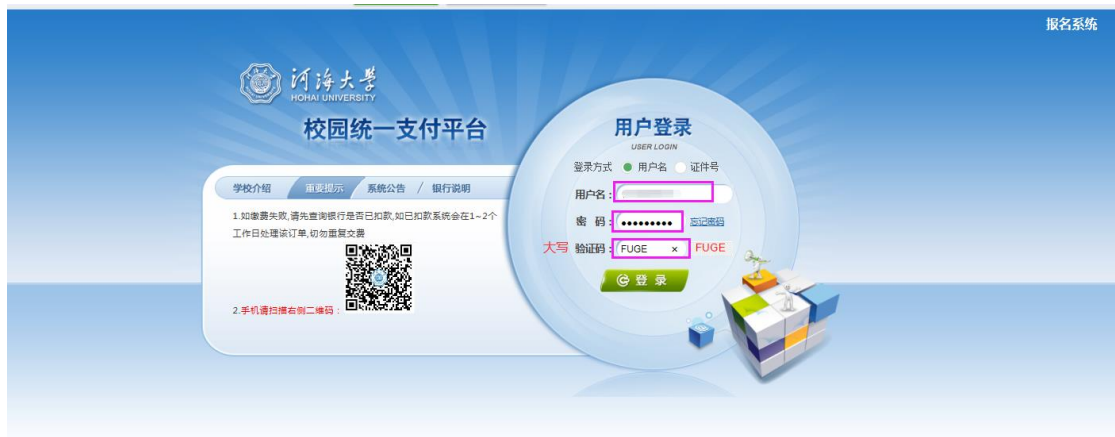 报名系统
河海大学
HOHAI UNIVERSITY
校园统一支付平台
学校介绍 重要提示 系统公告 / 银行说明
1.如缴费失败,请先查询银行是否已扣款,如已扣款系统会在1~2个
工作日处理该订单,切勿重复交费
2.手机请扫描右侧二维码：
用户登录
USER LOGIN
登录方式 用户名 证件号
用户名：
密 码： ●●●●●●●●● 忘记密码
大写 验证码： FUGE × FUGE
登 录